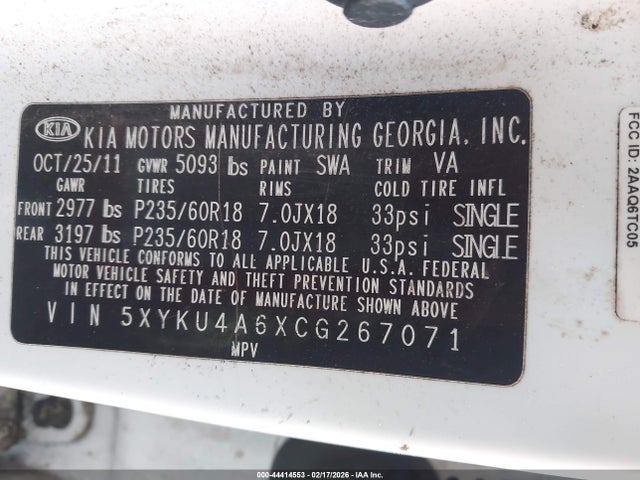 MANUFACTURED BY
KIA KIA MOTORS MANUFACTURING GEORGIA, INC.
OCT/25/11 GVWR 5093 lbs PAINT SWA TRIM VA
GAWR TIRES RIMS COLD TIRE INFL
FRONT 2977 lbs P235/60R18 7.0JX18 33psi SINGLE
REAR 3197 lbs P235/60R18 7.0JX18 33psi SINGLE
THIS VEHICLE CONFORMS TO ALL APPLICABLE U.S.A. FEDERAL
MOTOR VEHICLE SAFETY AND THEFT PREVENTION STANDARDS
IN EFFECT ON THE DATE OF MANUFACTURE SHOWN ABOVE
VIN 5XYKU4A6XCG267071
MPV
FCC ID: 2AAQ6TC05
000-44414553 - 02/17/2026 - IAA Inc.